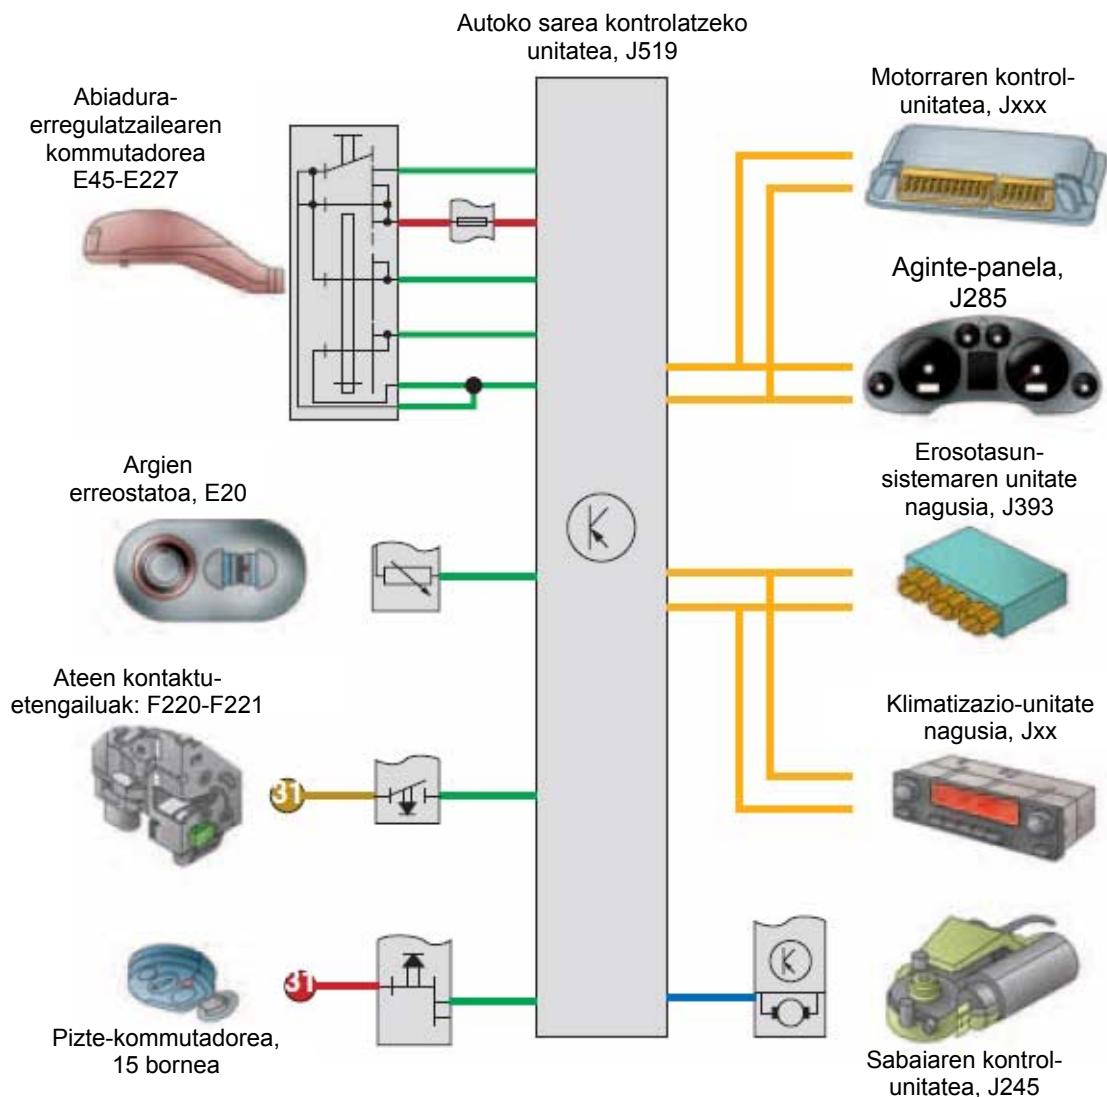 Autoko sarea kontrolatzeko
unitatea, J519
Abiadura-
erregulatzailearen
kommutadorea
E45-E227
Motorraren kontrol-
unitatea, Jxxx
Aginte-panela,
J285
Argien
erreostatoa, E20
Erosotasun-
sistemaren unitate
nagusia, J393
Ateen kontaktu-
etengailuak: F220-F221
31
Klimatizazio-unitate
nagusia, Jxx
31
Pizte-kommutadorea,
15 bornea
Sabaiaren kontrol-
unitatea, J245